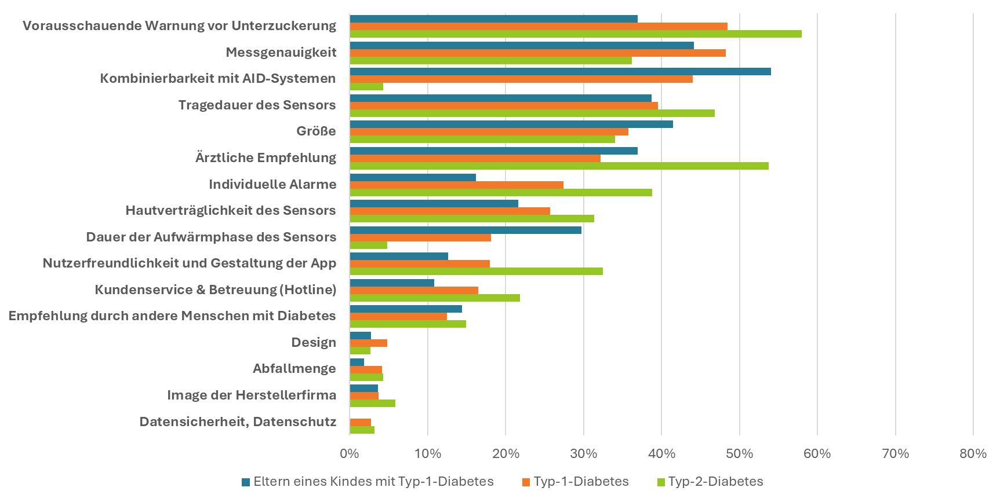 Vorausschauende Warnung vor Unterzuckerung
Messgenauigkeit
Kombinierbarkeit mit AID-Systemen
Tragedauer des Sensors
Größe
Ärztliche Empfehlung
Individuelle Alarme
Hautverträglichkeit des Sensors
Dauer der Aufwärmphase des Sensors
Nutzerfreundlichkeit und Gestaltung der App
Kundenservice & Betreuung (Hotline)
Empfehlung durch andere Menschen mit Diabetes
Design
Abfallmenge
Image der Herstellerfirma
Datensicherheit, Datenschutz
0% 10% 20% 30% 40% 50% 60% 70% 80%
Eltern eines Kindes mit Typ-1-Diabetes Typ-1-Diabetes Typ-2-Diabetes